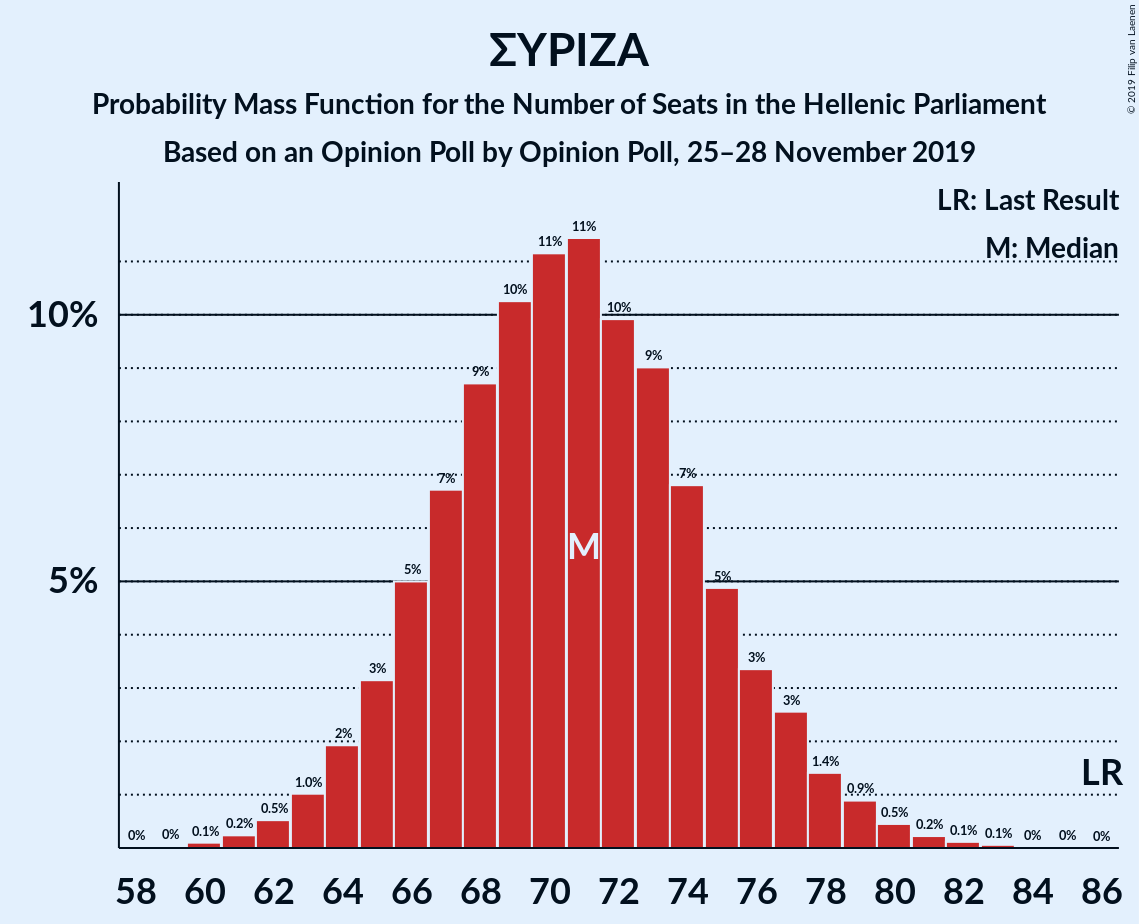 ΣΥΡΙΖΑ
Probability Mass Function for the Number of Seats in the Hellenic Parliament
Based on an Opinion Poll by Opinion Poll, 25–28 November 2019
© 2019 Filip van Laenen
LR: Last Result
M: Median
10%
5%
0% 0% 0.1% 0.2% 0.5% 1.0% 2% 3% 5% 7% 9% 10% 11% 11% 10% 9% 7% 5% 3% 3% 1.4% 0.9% 0.5% 0.2% 0.1% 0.1% 0% 0% 0%
M
LR
58 60 62 64 66 68 70 72 74 76 78 80 82 84 86